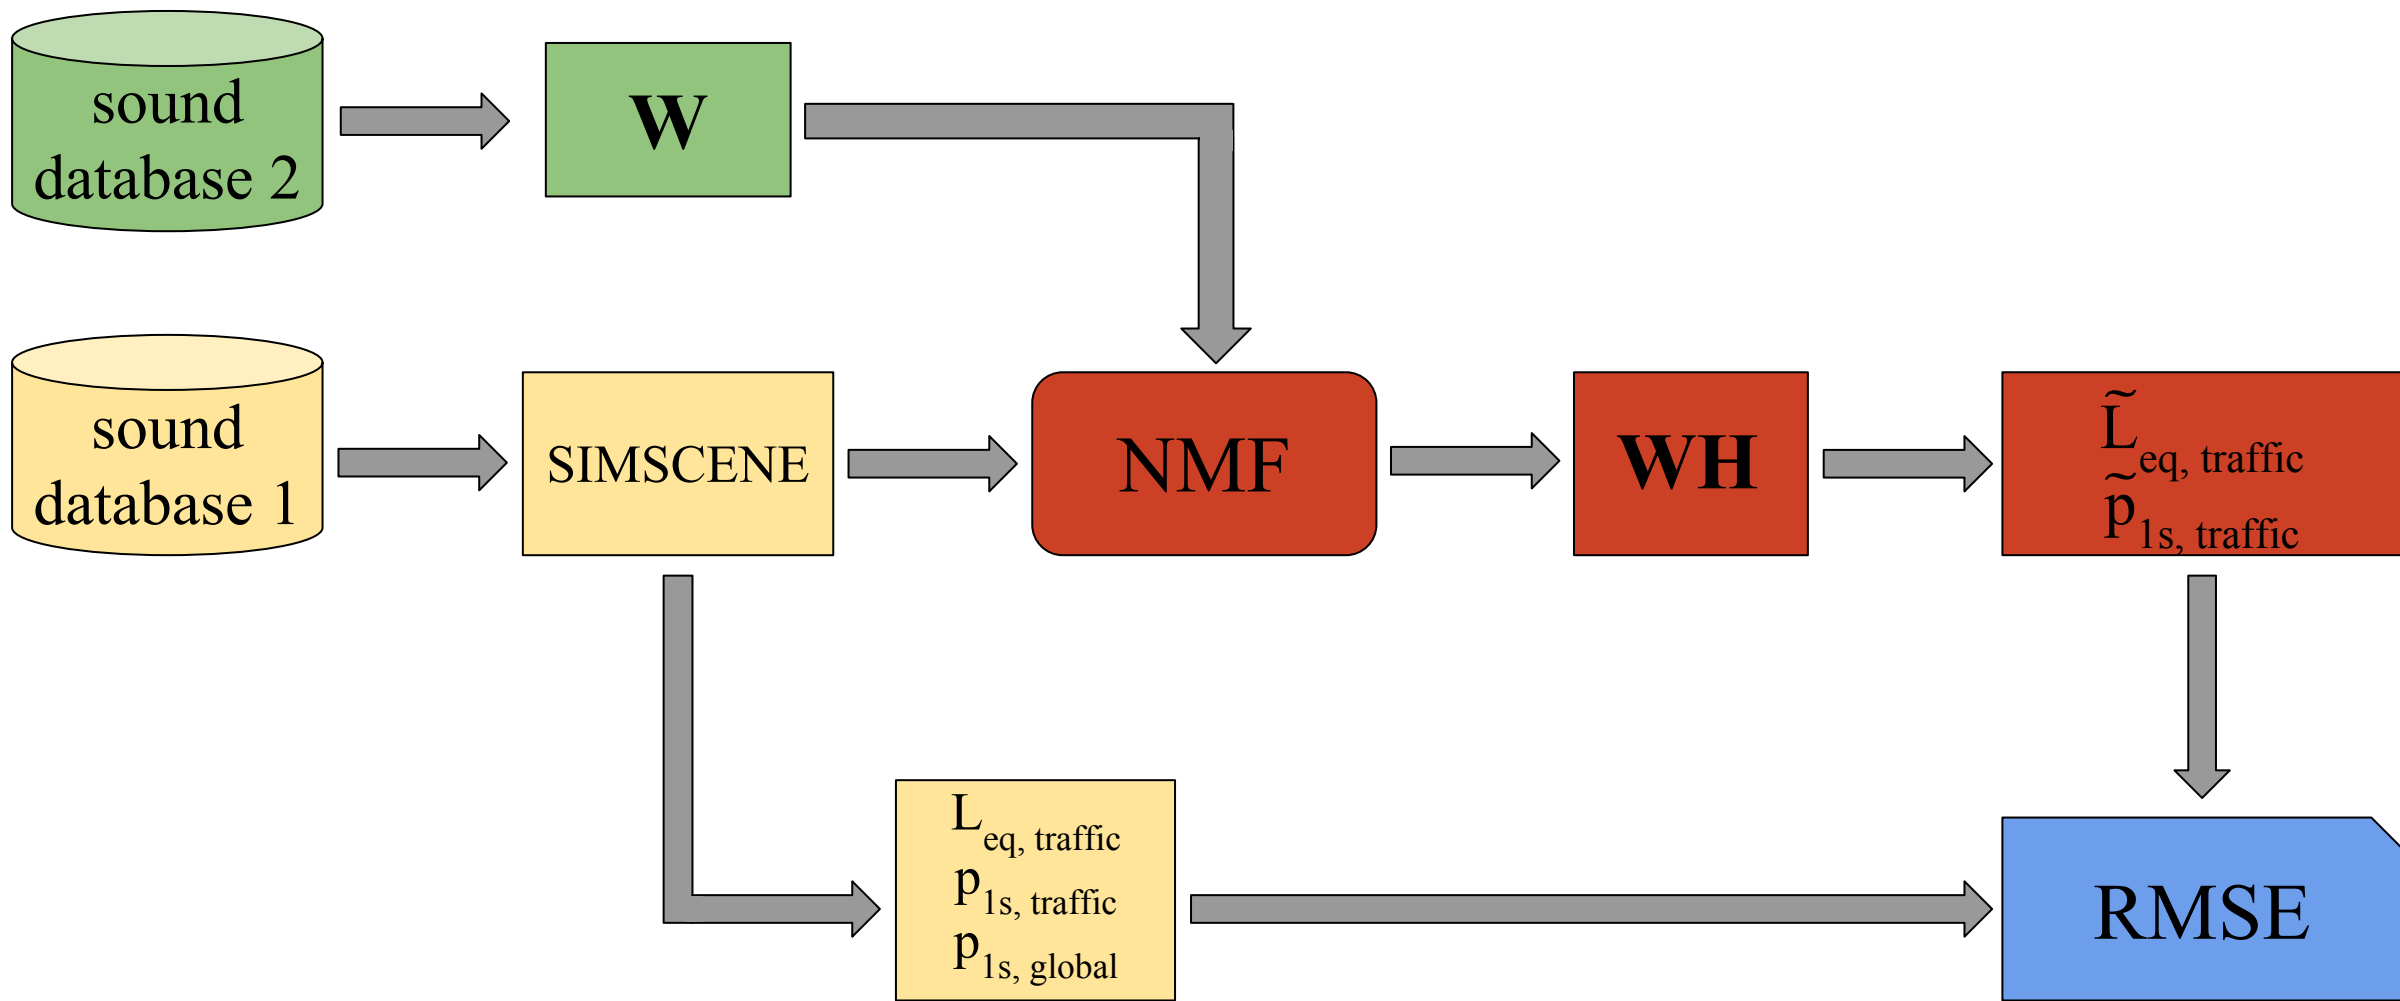 sound
database 2
W
sound
database 1
SIMSCENE
NMF
WH
L̃eq, traffic
p̃1s, traffic
Leq, traffic
p1s, traffic
p1s, global
RMSE